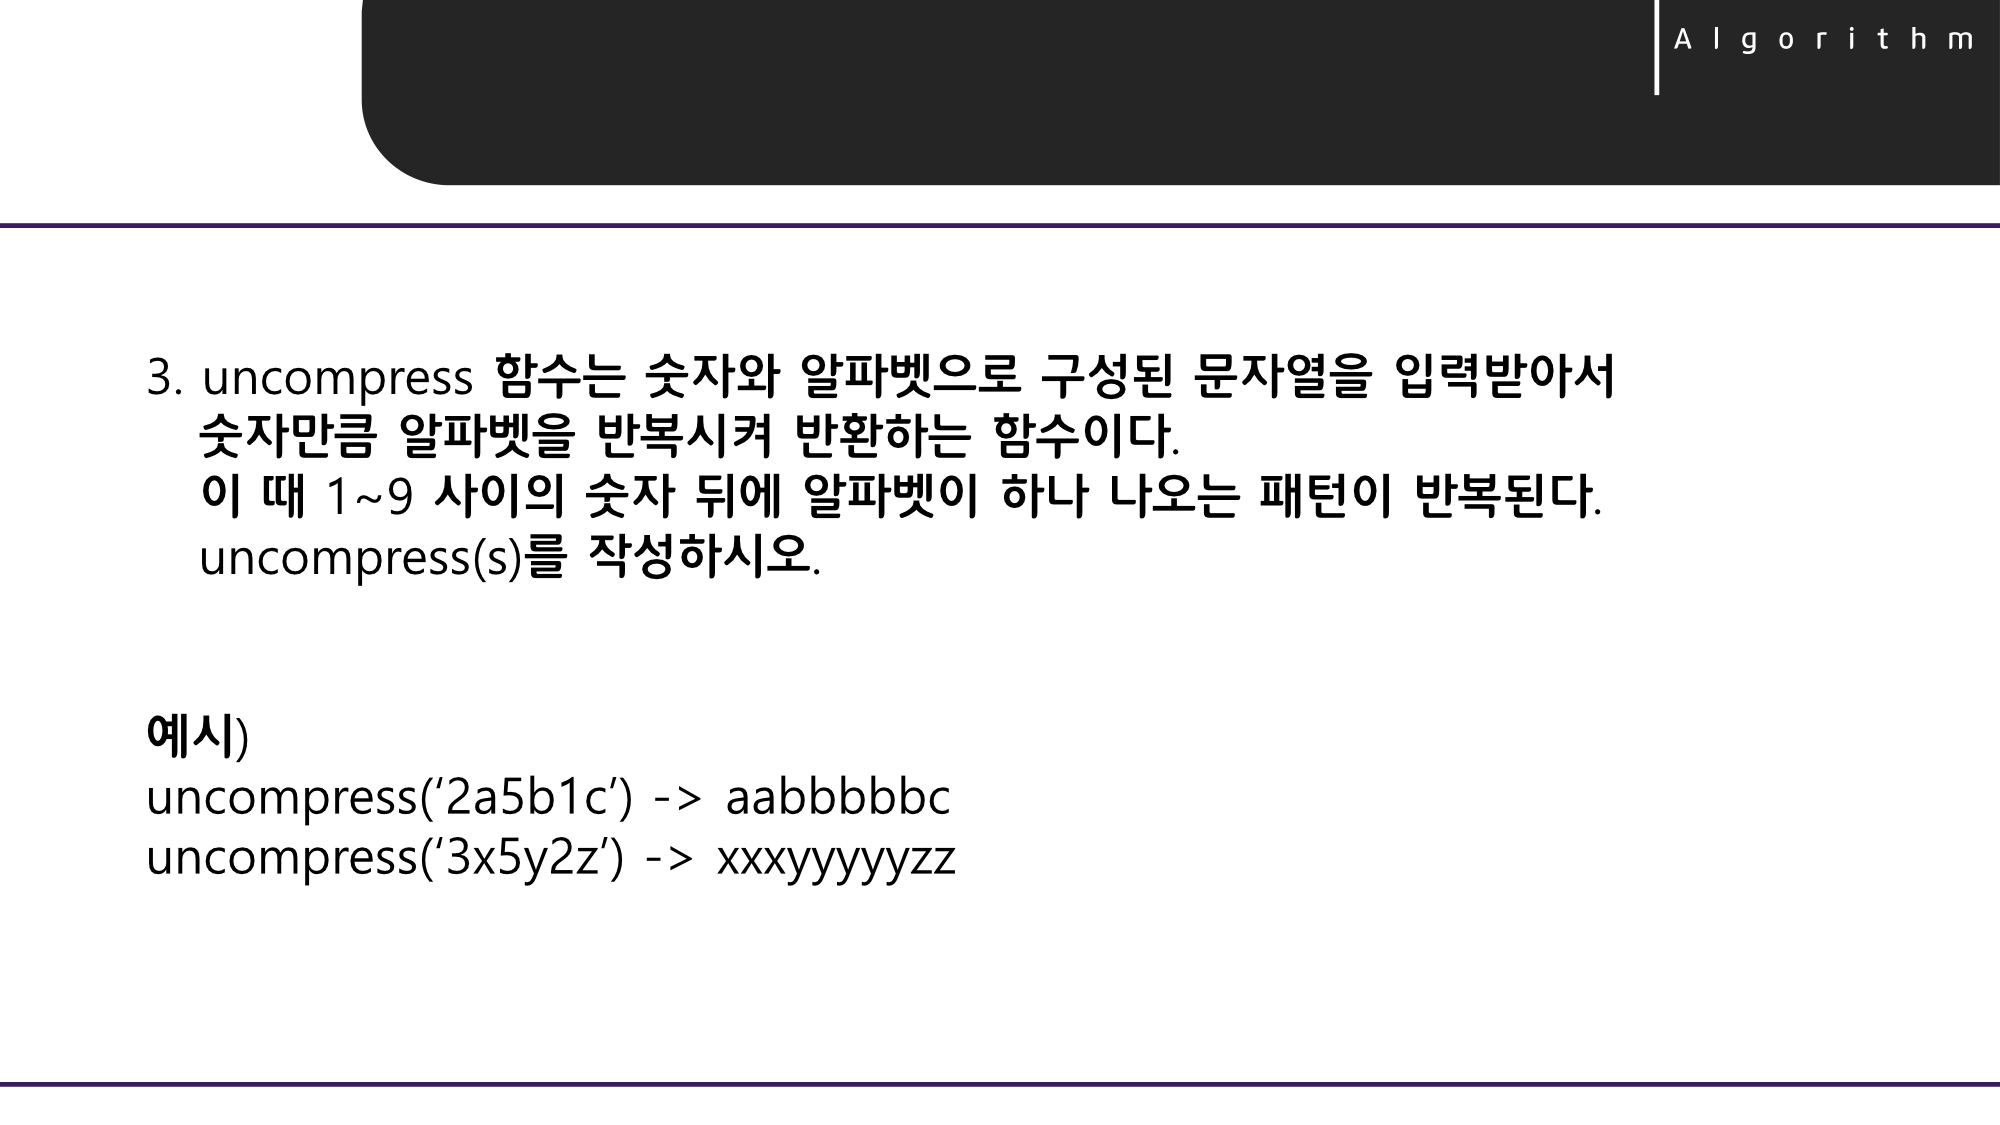 Algorithm
3. uncompress 함수는 숫자와 알파벳으로 구성된 문자열을 입력받아서
숫자만큼 알파벳을 반복시켜 반환하는 함수이다.
이 때 1~9 사이의 숫자 뒤에 알파벳이 하나 나오는 패턴이 반복된다.
uncompress(s)를 작성하시오.
예시)
uncompress(‘2a5b1c’) -> aabbbbbc
uncompress(‘3x5y2z’) -> xxxyyyyyzz